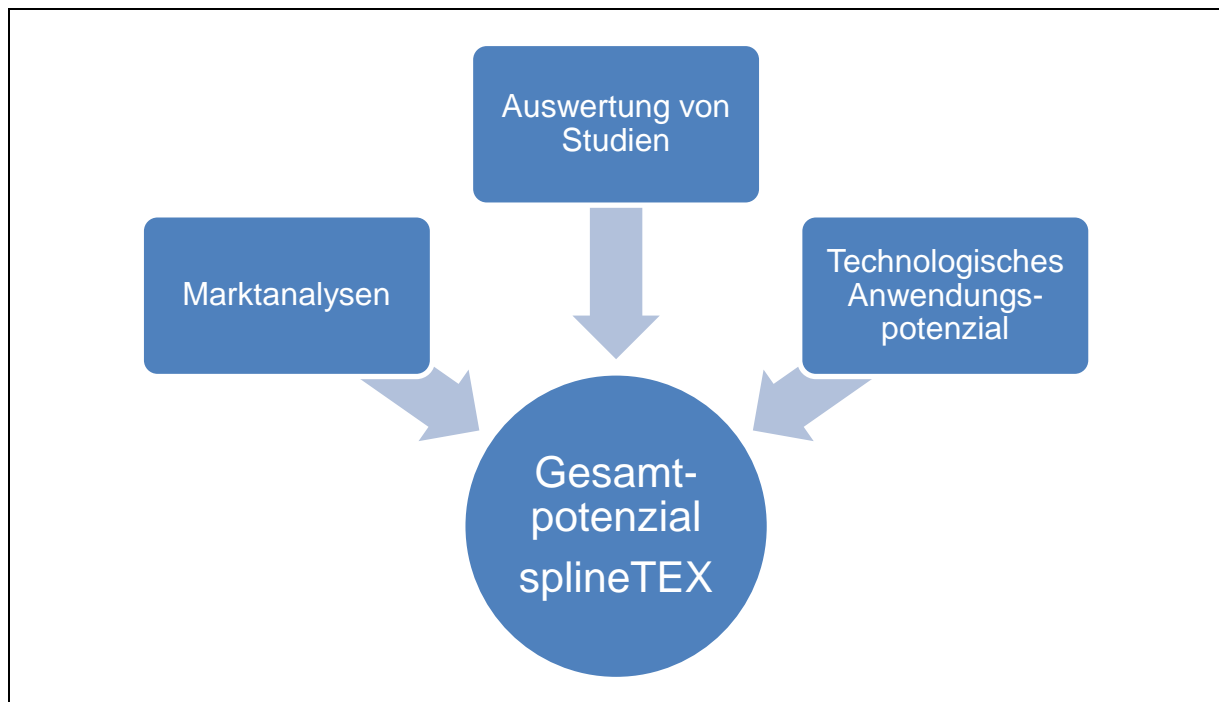 Auswertung von
Studien
Marktanalysen
Technologisches
Anwendungs-
potenzial
Gesamt-
potenzial
splineTEX